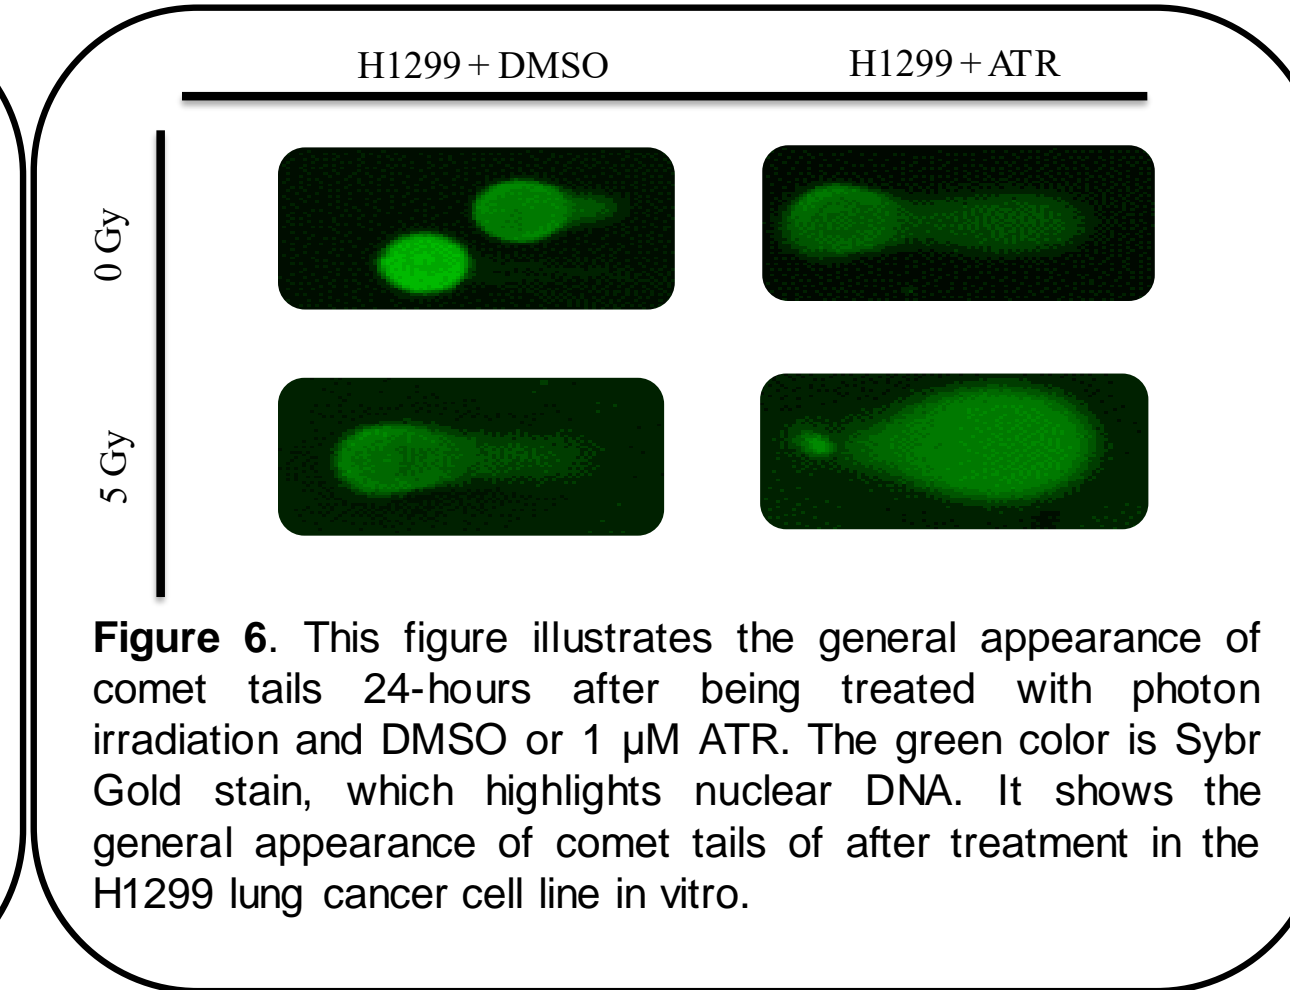 H1299 + DMSO
H1299 + ATR
0 Gy
5 Gy
Figure 6. This figure illustrates the general appearance of
comet tails 24-hours after being treated with photon
irradiation and DMSO or 1 µM ATR. The green color is Sybr
Gold stain, which highlights nuclear DNA. It shows the
general appearance of comet tails of after treatment in the
H1299 lung cancer cell line in vitro.